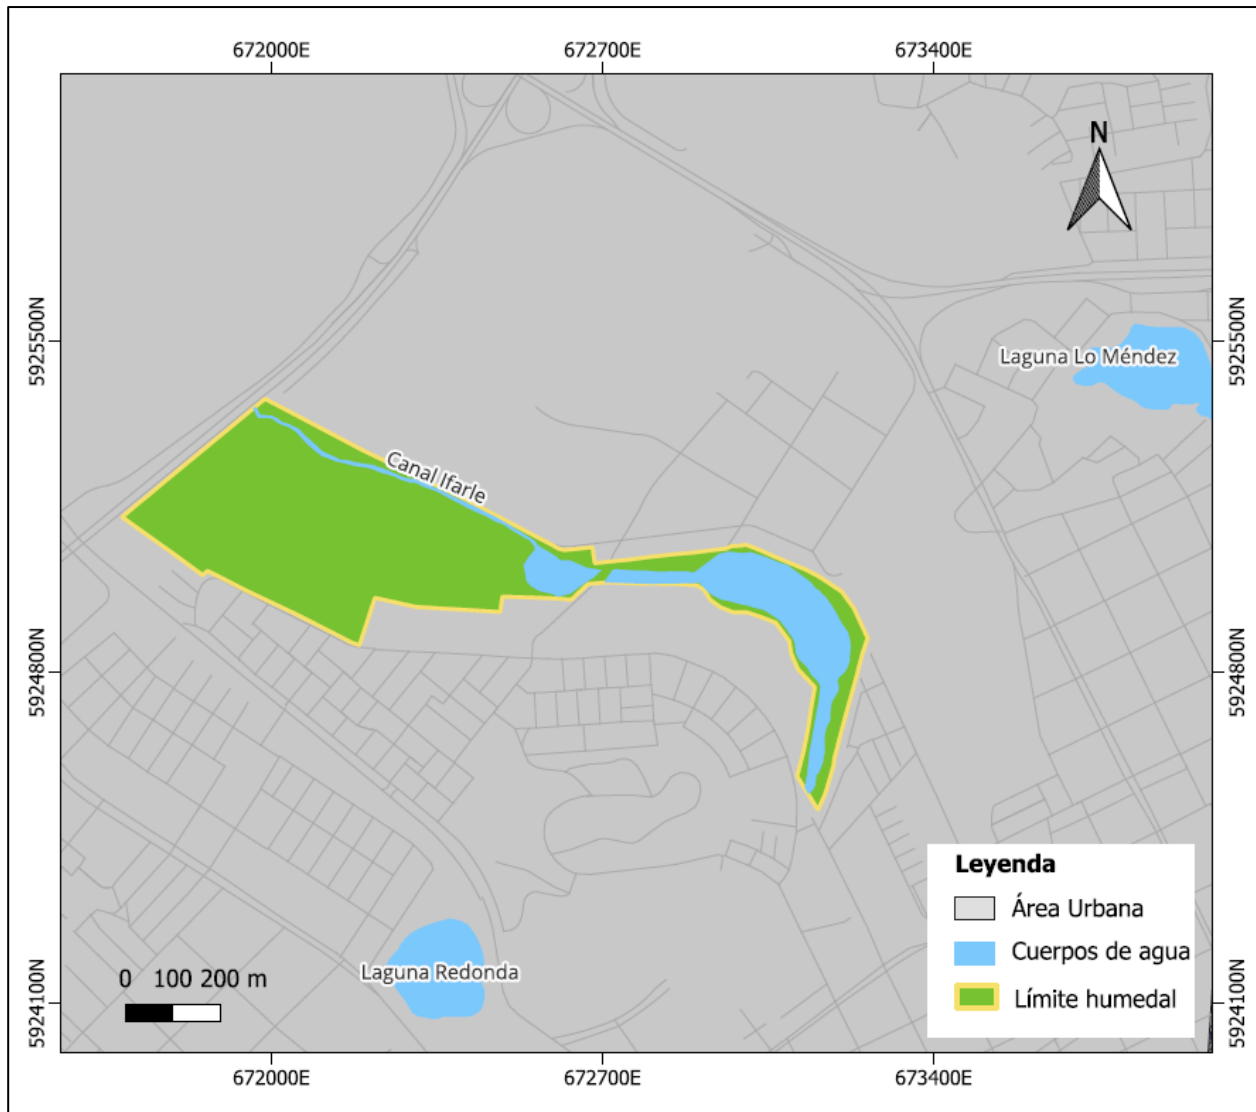 672000E 672700E 673400E
N
5925500N 5925500N
Laguna Lo Méndez
Canal Ifarle
5924800N 5924800N
Leyenda
Área Urbana
Cuerpos de agua
Límite humedal
Laguna Redonda
0 100 200 m
5924100N 5924100N
672000E 672700E 673400E